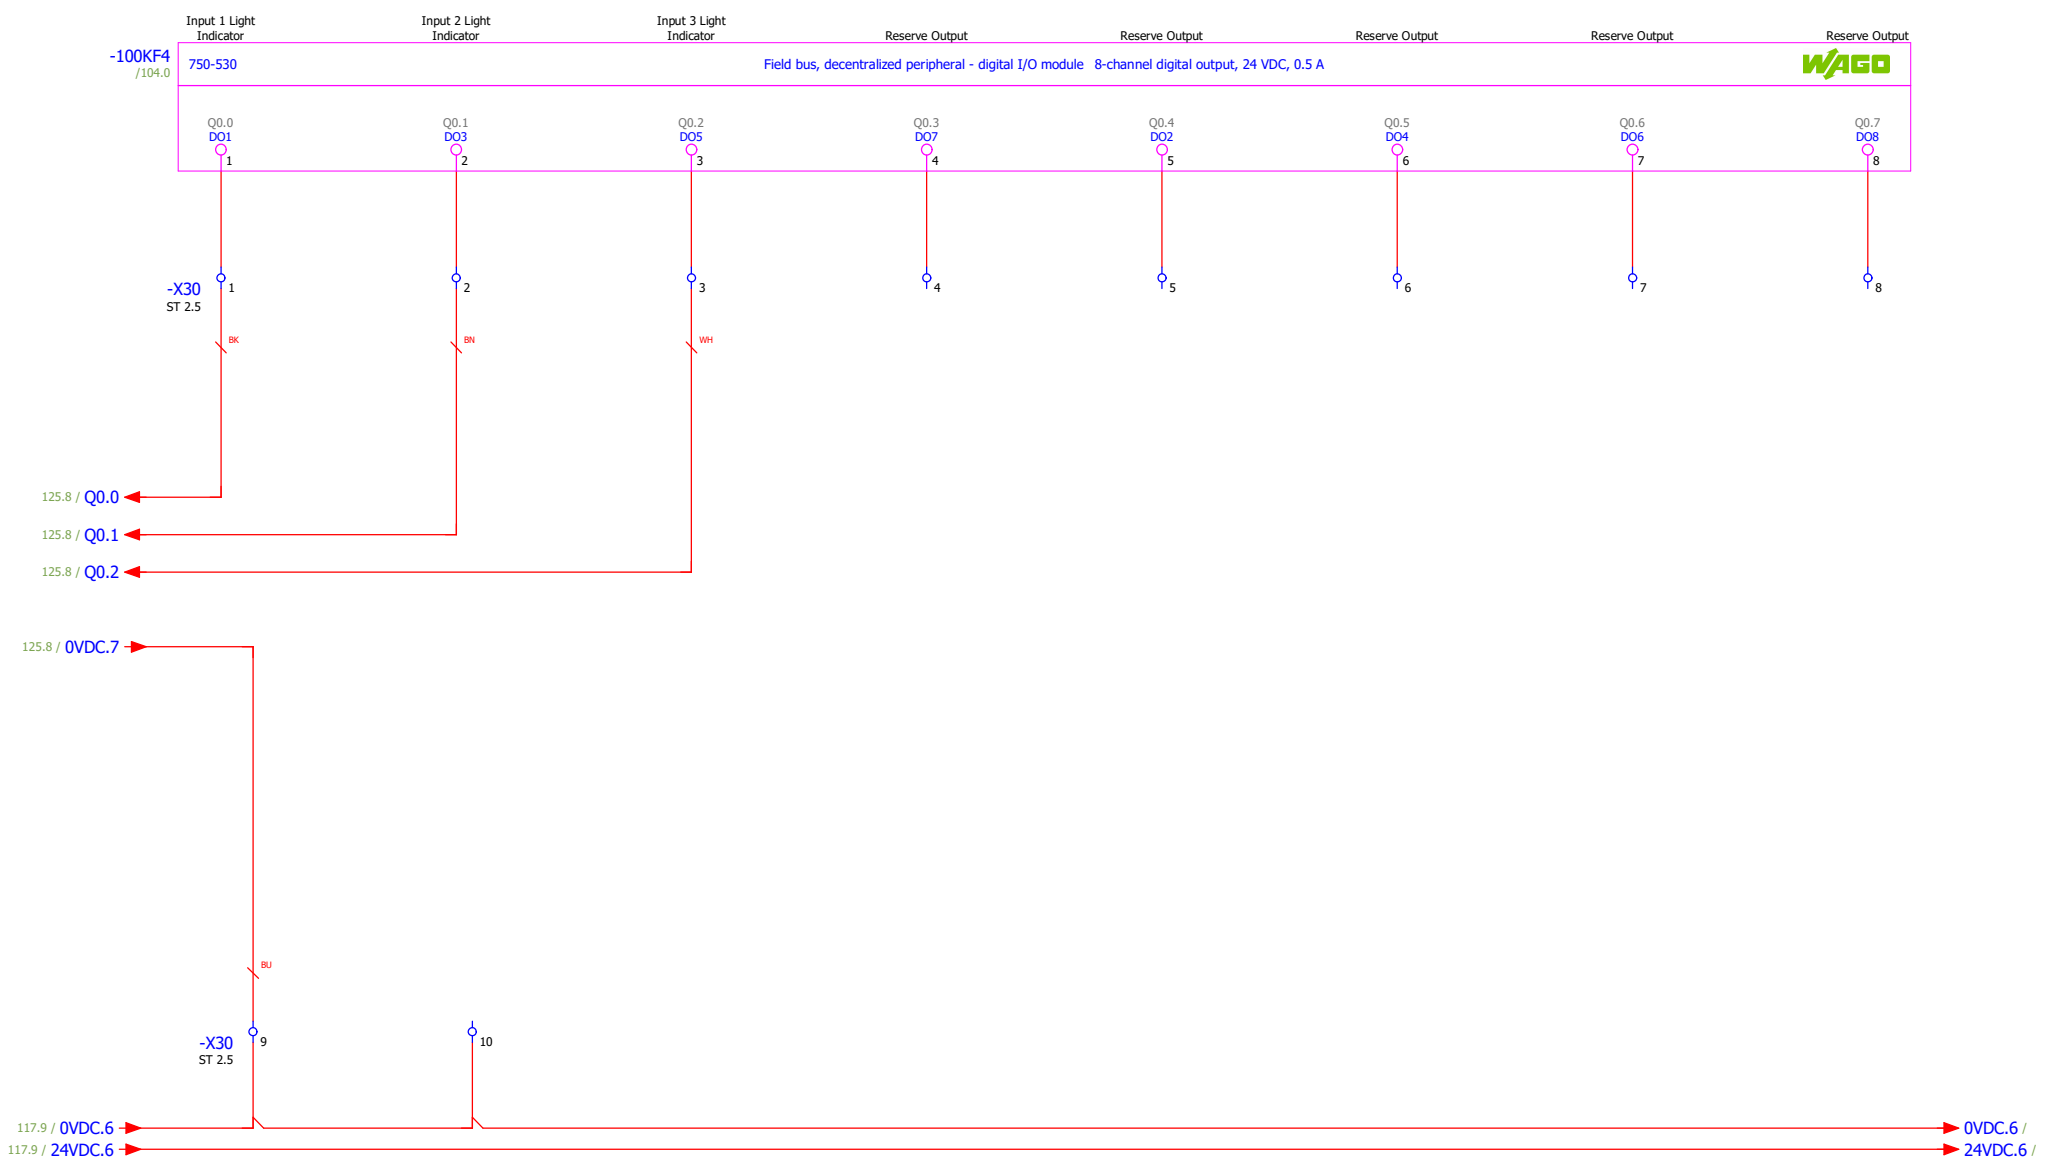 Input 1 Light
Indicator
Input 2 Light
Indicator
Input 3 Light
Indicator
Reserve Output
Reserve Output
Reserve Output
Reserve Output
Reserve Output
-100KF4
/104.0
750-530
Field bus, decentralized peripheral - digital I/O module 8-channel digital output, 24 VDC, 0.5 A
WAGO
Q0.0
DO1
1
Q0.1
DO3
2
Q0.2
DO5
3
Q0.3
DO7
4
Q0.4
DO2
5
Q0.5
DO4
6
Q0.6
DO6
7
Q0.7
DO8
8
-X30
ST 2.5
1
2
3
4
5
6
7
8
BK
BN
WH
125.8 / Q0.0
125.8 / Q0.1
125.8 / Q0.2
125.8 / 0VDC.7
BU
-X30
ST 2.5
9
10
117.9 / 0VDC.6
0VDC.6 /
117.9 / 24VDC.6
24VDC.6 /